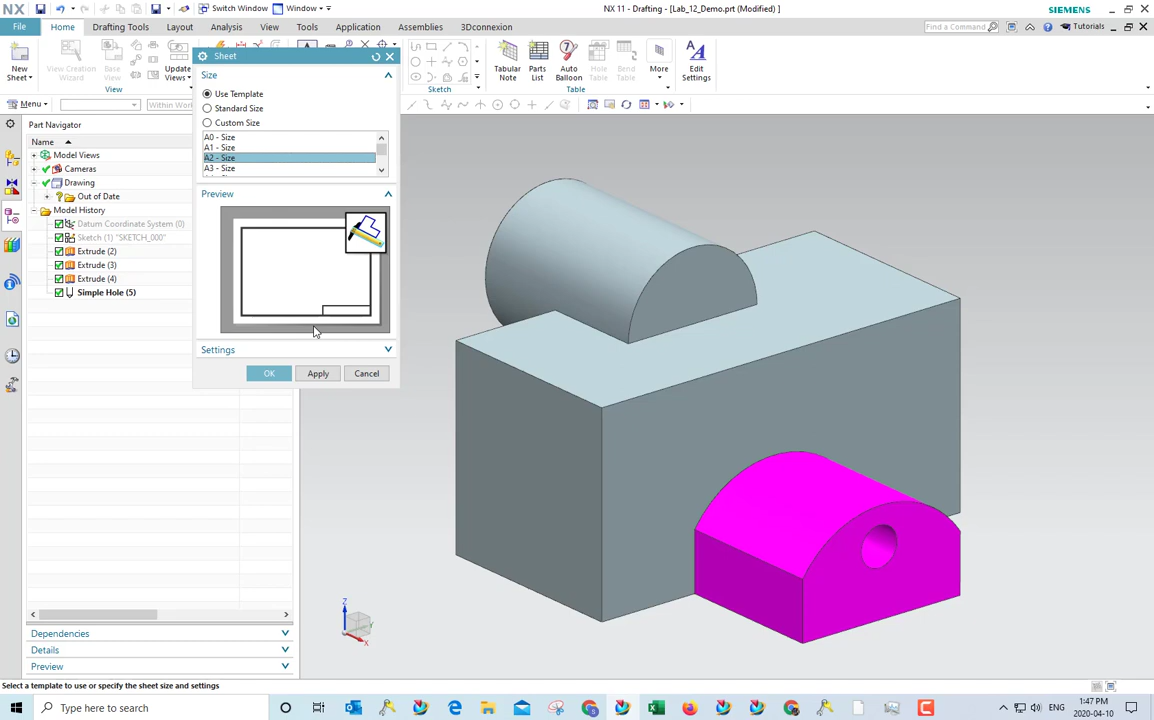 NX
Switch Window
Window
NX 11 - Drafting - [Lab_12_Demo.prt (Modified) ]
SIEMENS
File
Home
Drafting Tools
Layout
Annotation
View
Tools
Application
Assemblies
3Dconnexion
Find a Command
Tutorials
New Sheet
View Creation Wizard
Base View
Update Views
Tabular Note
Parts List
Auto Balloon
Hole Table
Bend Table
More
Edit Settings
View
Sketch
Table
Menu
Within Work
Sheet
Size
Use Template
Standard Size
Custom Size
A0 - Size
A1 - Size
A2 - Size
A3 - Size
Preview
Settings
OK
Apply
Cancel
Part Navigator
Name
Model Views
Cameras
Drawing
Out of Date
Model History
Datum Coordinate System (0)
Sketch (1) "SKETCH_000"
Extrude (2)
Extrude (3)
Extrude (4)
Simple Hole (5)
Z
Y
X
Dependencies
Details
Preview
Select a template to use or specify the sheet size and settings
Type here to search
ENG
1:47 PM
2020-04-10